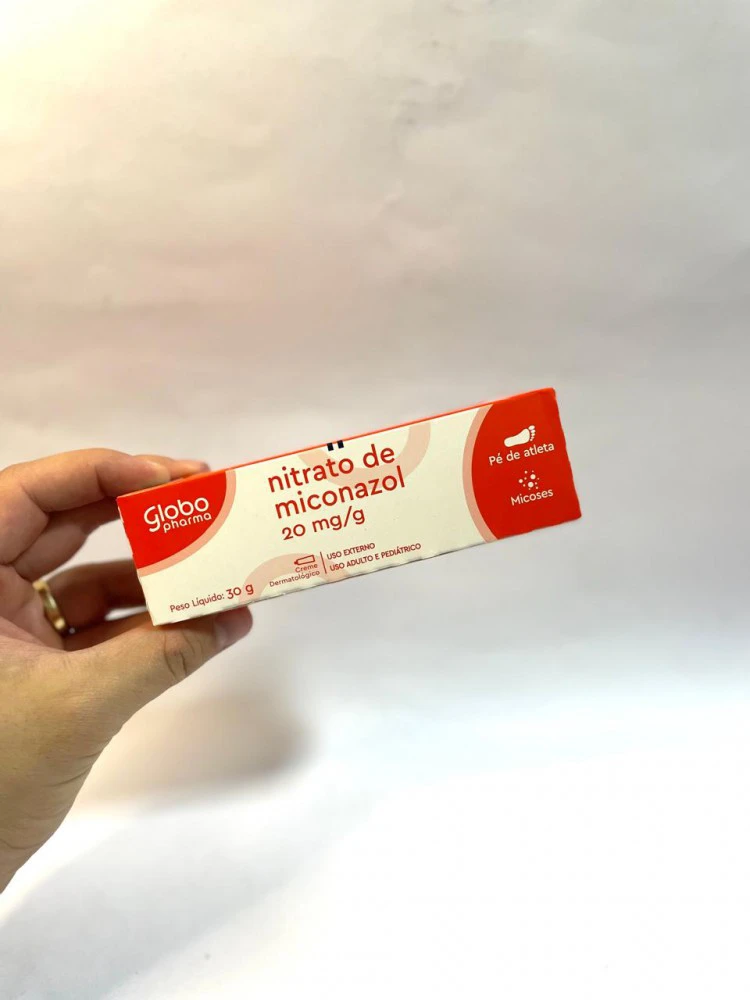 Globo
pharma
nitrato de
miconazol
20 mg/g
Creme
Dermatológico
USO EXTERNO
USO ADULTO E PEDIÁTRICO
Peso Líquido: 30 g
Pé de atleta
Micoses